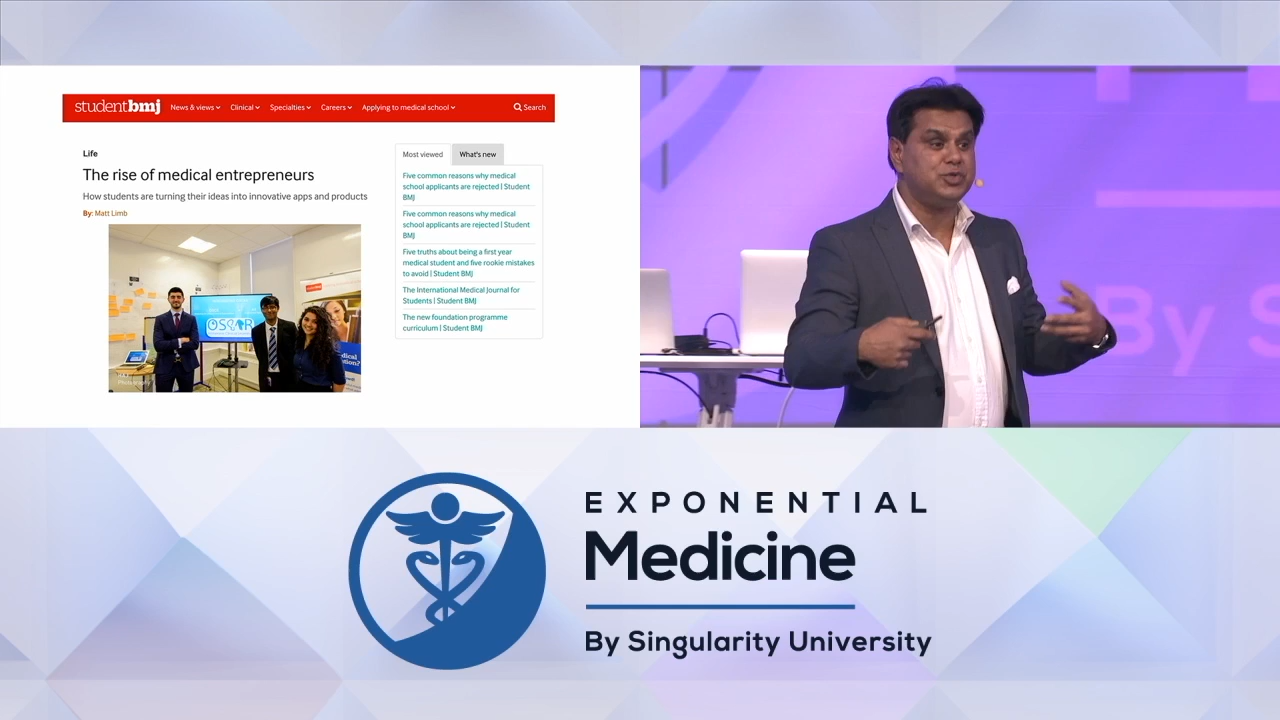 studentbmj
News & views
Clinical
Specialties
Careers
Applying to medical school
Search
Life
The rise of medical entrepreneurs
How students are turning their ideas into innovative apps and products
By: Matt Limb
OSCAR
Most viewed
What's new
Five common reasons why medical
school applicants are rejected | Student
BMJ
Five common reasons why medical
school applicants are rejected | Student
BMJ
Five truths about being a first year
medical student and five rookie mistakes
to avoid | Student BMJ
The International Medical Journal for
Students | Student BMJ
The new foundation programme
curriculum | Student BMJ
By S
EXPONENTIAL
Medicine
By Singularity University